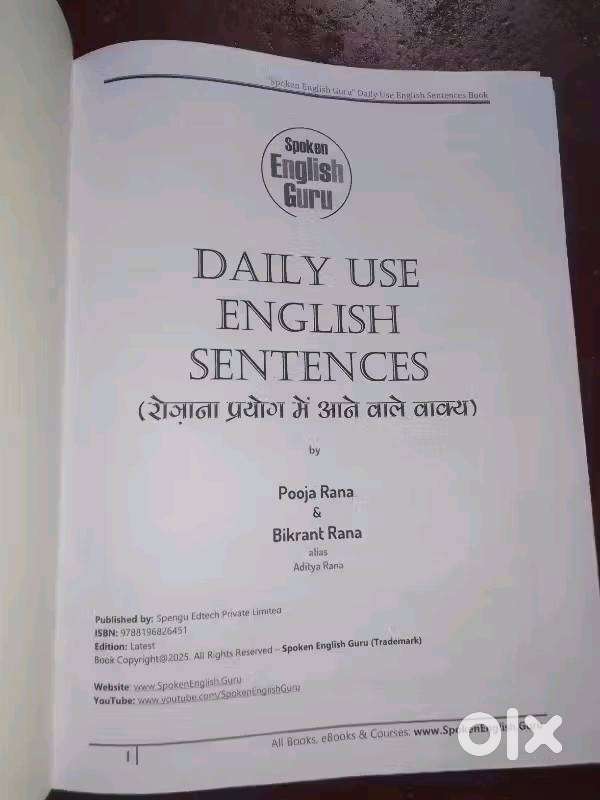 "Spoken English Guru" Daily Use English Sentences Book
Spoken
English
Guru
DAILY USE
ENGLISH
SENTENCES
(रोज़ाना प्रयोग में आने वाले वाक्य)
by
Pooja Rana
&
Bikrant Rana
alias
Aditya Rana
Published by: Spengu Edtech Private Limited
ISBN: 9788196826451
Edition: Latest
Book Copyright@2025. All Rights Reserved – Spoken English Guru (Trademark)
Website: www.SpokenEnglish.Guru
YouTube: www.youtube.com/SpokenEnglishGuru
All Books, eBooks & Courses: www.SpokenEnglish.Guru
1
olx